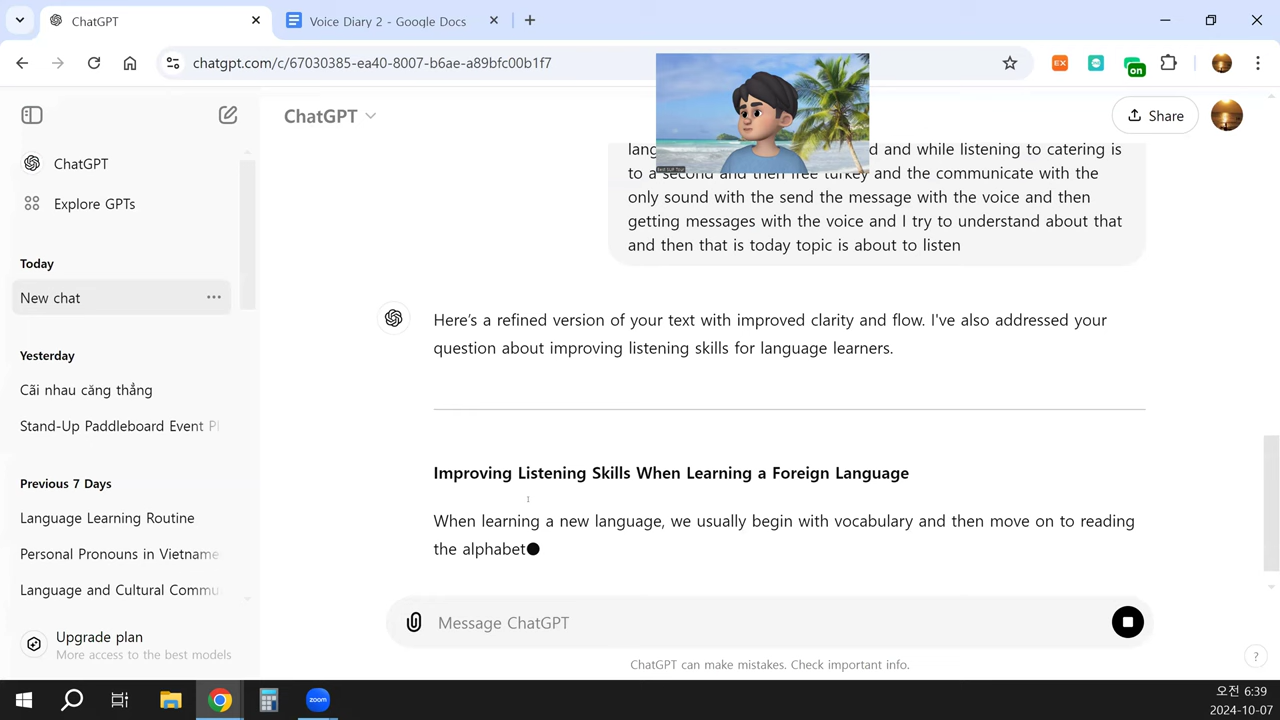 ChatGPT
Voice Diary 2 - Google Docs
chatgpt.com/c/67030385-ea40-8007-b6ae-a89bfc00b1f7
EX
on
ChatGPT
Share
ChatGPT
Explore GPTs
Today
New chat
Yesterday
Cãi nhau căng thẳng
Stand-Up Paddleboard Event Pl
Previous 7 Days
Language Learning Routine
Personal Pronouns in Vietname
Language and Cultural Commu
Upgrade plan
More access to the best models
lang d and while listening to catering is
to a second and then free turkey and the communicate with the
only sound with the send the message with the voice and then
getting messages with the voice and I try to understand about that
and then that is today topic is about to listen
Here's a refined version of your text with improved clarity and flow. I've also addressed your
question about improving listening skills for language learners.
Improving Listening Skills When Learning a Foreign Language
When learning a new language, we usually begin with vocabulary and then move on to reading
the alphabet
Message ChatGPT
ChatGPT can make mistakes. Check important info.
?
zoom
오전 6:39
2024-10-07